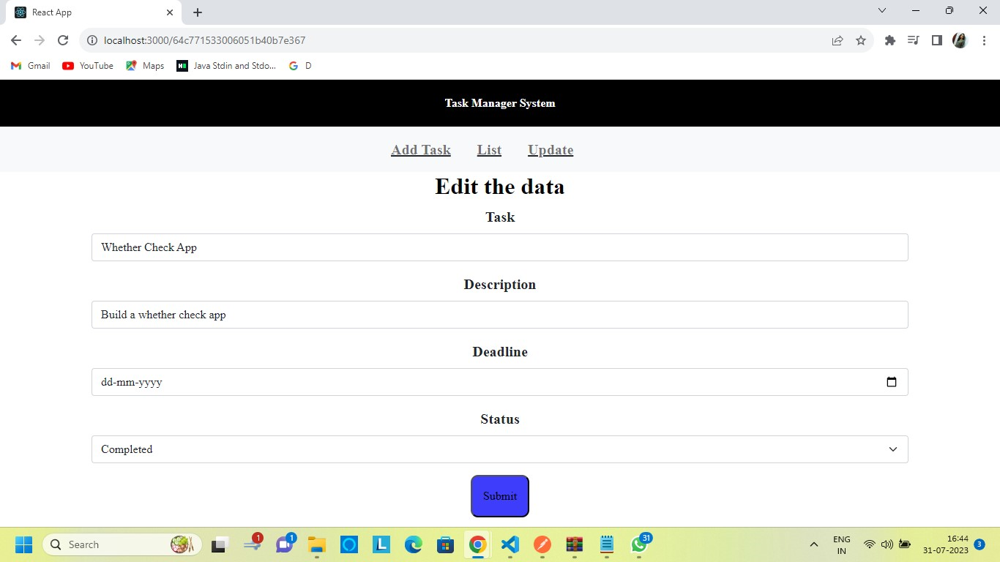 React App
localhost:3000/64c771533006051b40b7e367
Gmail YouTube Maps Java Stdin and Stdo... D
Task Manager System
Add Task List Update
Edit the data
Task
Whether Check App
Description
Build a whether check app
Deadline
dd-mm-yyyy
Status
Completed
Submit
Search 1 1 L 31 ENG 16:44
IN 31-07-2023 3